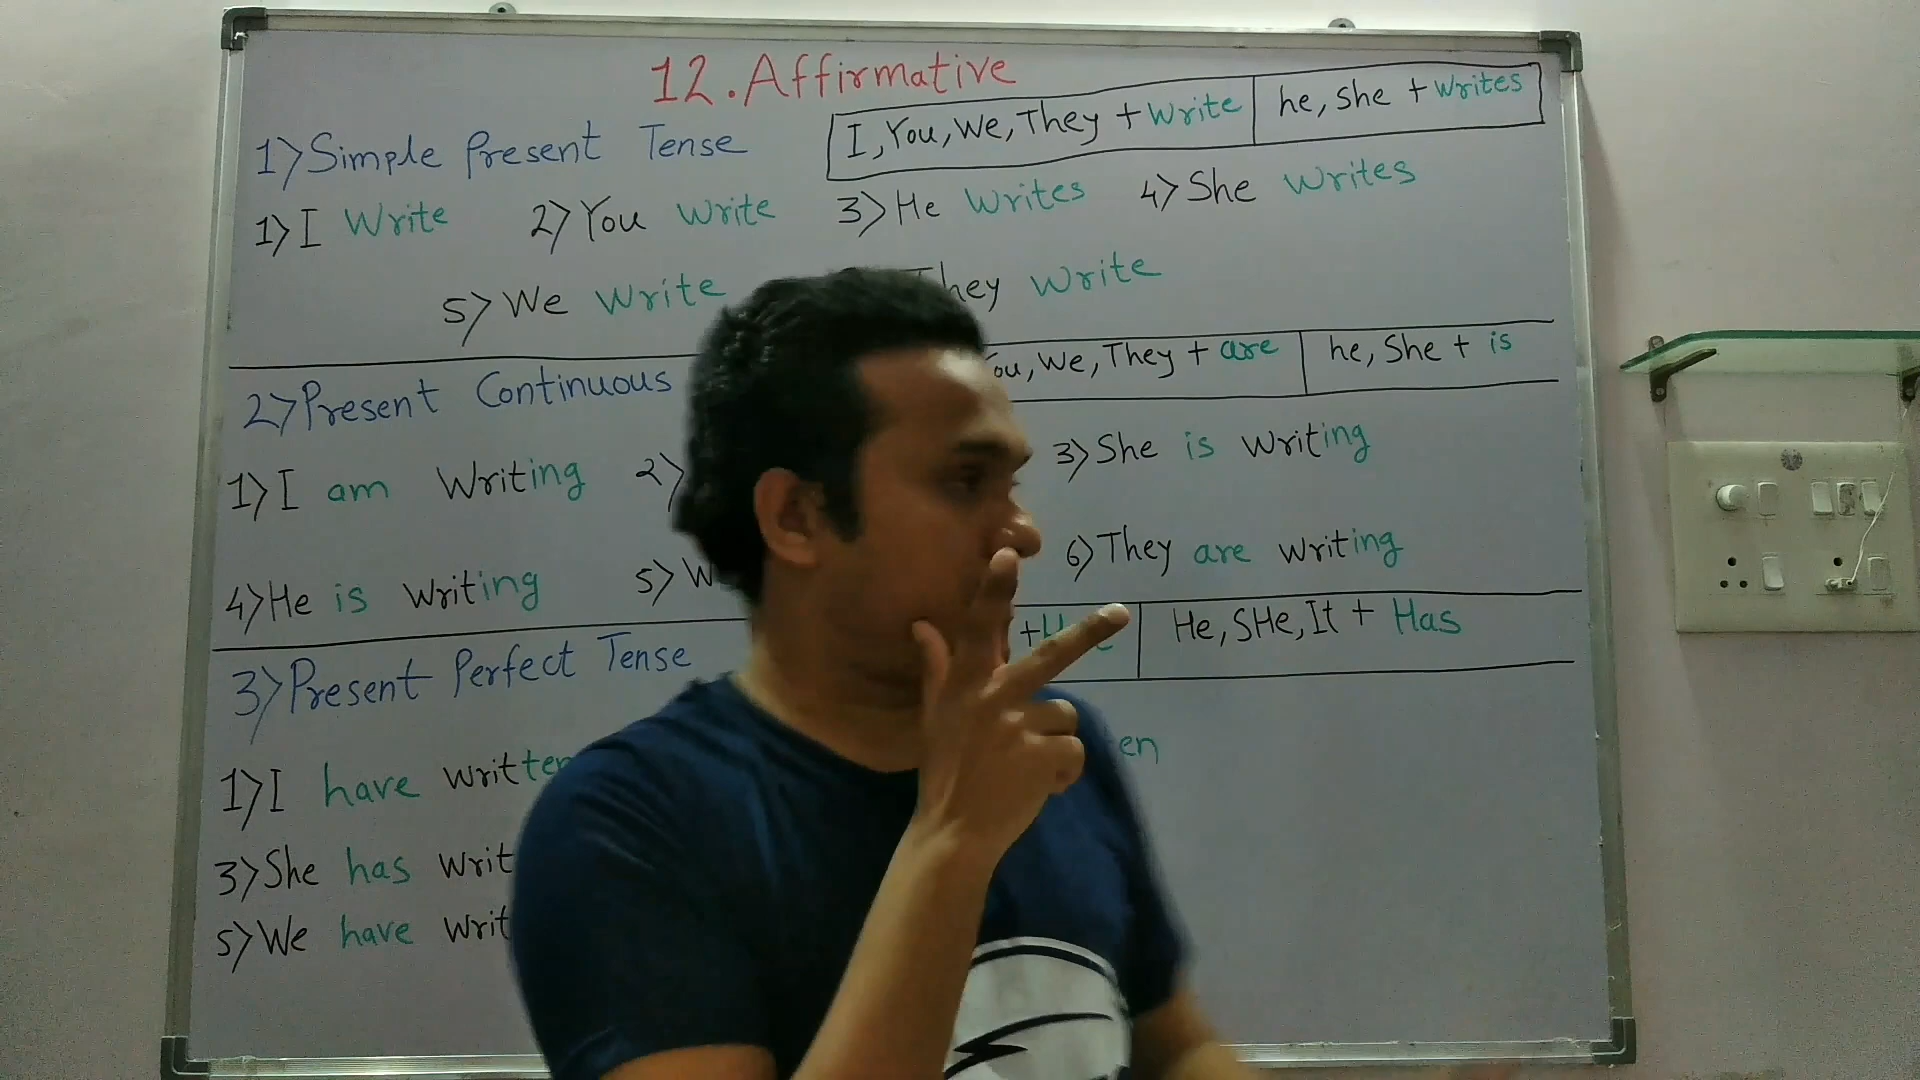 12. Affirmative
1) Simple Present Tense
I, You, We, They + Write | he, She + Writes
1) I Write 2) You Write 3) He Writes 4) She Writes
5) We Write They Write
2) Present Continuous
You, We, They + are | he, She + is
1) I am Writing 2) 3) She is Writing
4) He is Writing 5) 6) They are Writing
3) Present Perfect Tense
+ | He, SHe, It + Has
1) I have Written
3) She has
5) We have